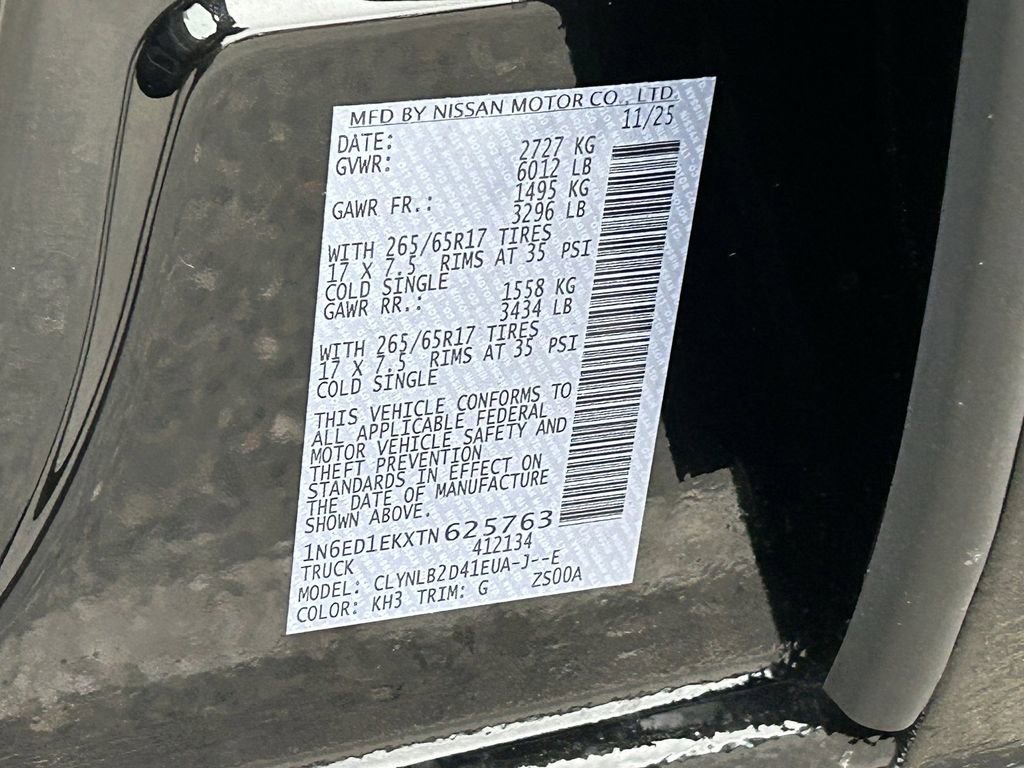 MFD BY NISSAN MOTOR CO., LTD.
DATE: 11/25
GVWR: 2727 KG
6012 LB
GAWR FR.: 1495 KG
3296 LB
WITH 265/65R17 TIRES
17 X 7.5 RIMS AT 35 PSI
COLD SINGLE
GAWR RR.: 1558 KG
3434 LB
WITH 265/65R17 TIRES
17 X 7.5 RIMS AT 35 PSI
COLD SINGLE
THIS VEHICLE CONFORMS TO
ALL APPLICABLE FEDERAL
MOTOR VEHICLE SAFETY AND
THEFT PREVENTION
STANDARDS IN EFFECT ON
THE DATE OF MANUFACTURE
SHOWN ABOVE.
1N6ED1EKXTN625763
TRUCK 412134
MODEL: CLYNLB2D41EUA-J--E
COLOR: KH3 TRIM: G ZS00A